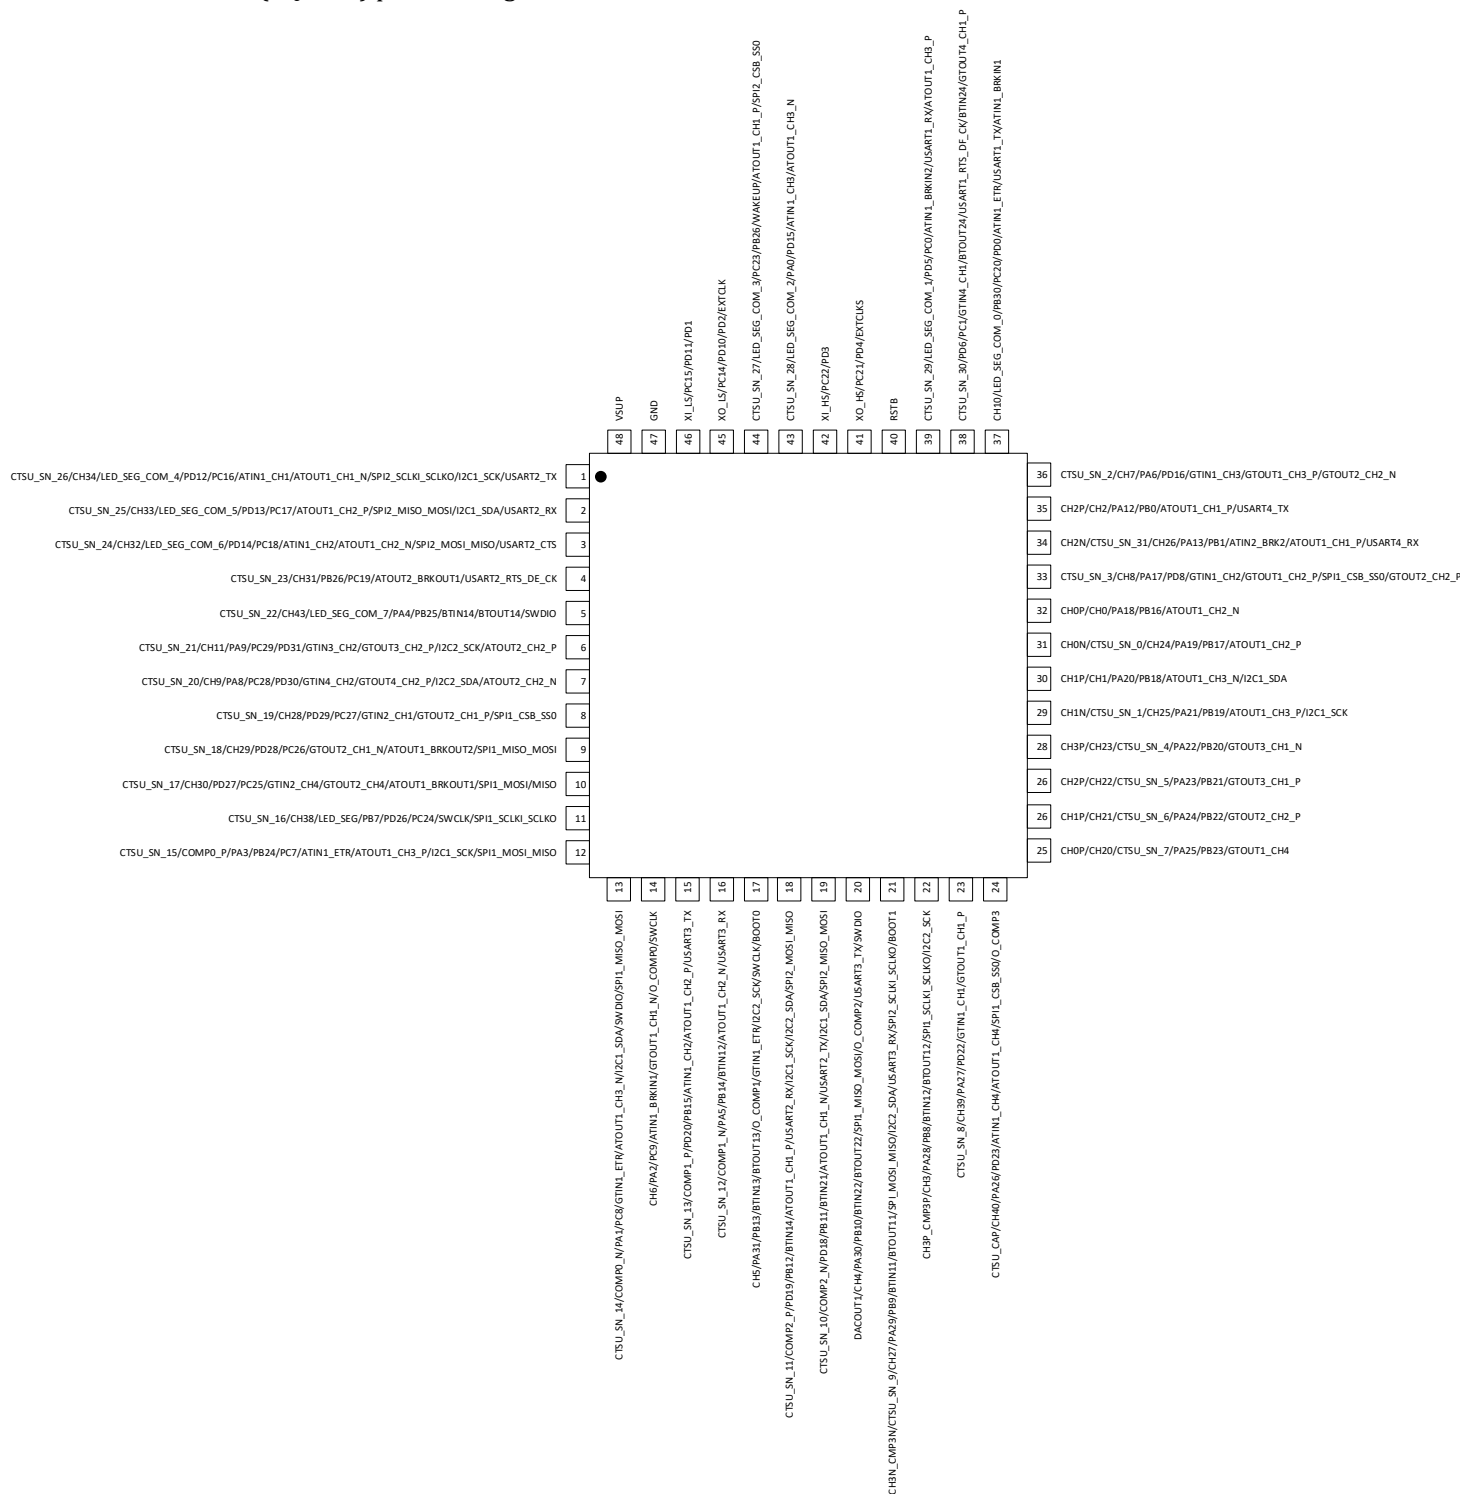 CTSU_SN_26/CH34/LED_SEG_COM_4/PD12/PC16/ATIN1_CH1/ATOUT1_CH1_N/SPI2_SCLKI_SCLKO/I2C1_SCK/USART2_TX 1
CTSU_SN_25/CH33/LED_SEG_COM_5/PD13/PC17/ATOUT1_CH2_P/SPI2_MISO_MOSI/I2C1_SDA/USART2_RX 2
CTSU_SN_24/CH32/LED_SEG_COM_6/PD14/PC18/ATIN1_CH2/ATOUT1_CH2_N/SPI2_MOSI_MISO/USART2_CTS 3
CTSU_SN_23/CH31/PB26/PC19/ATOUT2_BRKOUT1/USART2_RTS_DE_CK 4
CTSU_SN_22/CH43/LED_SEG_COM_7/PA4/PB25/BTIN14/BTOUT14/SWDIO 5
CTSU_SN_21/CH11/PA9/PC29/PD31/GTIN3_CH2/GTOUT3_CH2_P/I2C2_SCK/ATOUT2_CH2_P 6
CTSU_SN_20/CH9/PA8/PC28/PD30/GTIN4_CH2/GTOUT4_CH2_P/I2C2_SDA/ATOUT2_CH2_N 7
CTSU_SN_19/CH28/PD29/PC27/GTIN2_CH1/GTOUT2_CH1_P/SPI1_CSB_SS0 8
CTSU_SN_18/CH29/PD28/PC26/GTOUT2_CH1_N/ATOUT1_BRKOUT2/SPI1_MISO_MOSI 9
CTSU_SN_17/CH30/PD27/PC25/GTIN2_CH4/GTOUT2_CH4/ATOUT1_BRKOUT1/SPI1_MOSI/MISO 10
CTSU_SN_16/CH38/LED_SEG/PB7/PD26/PC24/SWCLK/SPI1_SCLKI_SCLKO 11
CTSU_SN_15/COMP0_P/PA3/PB24/PC7/ATIN1_ETR/ATOUT1_CH3_P/I2C1_SCK/SPI1_MOSI_MISO 12
13 CTSU_SN_14/COMP0_N/PA1/PC8/GTIN1_ETR/ATOUT1_CH3_N/I2C1_SDA/SWDIO/SPI1_MISO_MOSI
14 CH6/PA2/PC9/ATIN1_BRKIN1/GTOUT1_CH1_N/O_COMP0/SWCLK
15 CTSU_SN_13/COMP1_P/PD20/PB15/ATIN1_CH2/ATOUT1_CH2_P/USART3_TX
16 CTSU_SN_12/COMP1_N/PA5/PB14/BTIN12/ATOUT1_CH2_N/USART3_RX
17 CH5/PA31/PB13/BTIN13/BTOUT13/O_COMP1/GTIN1_ETR/I2C2_SCK/SWCLK/BOOT0
18 CTSU_SN_11/COMP2_P/PD19/PB12/BTIN14/ATOUT1_CH1_P/USART2_RX/I2C1_SCK/I2C2_SDA/SPI2_MOSI_MISO
19 CTSU_SN_10/COMP2_N/PD18/PB11/BTIN21/ATOUT1_CH1_N/USART2_TX/I2C1_SDA/SPI2_MISO_MOSI
20 DACOUT1/CH4/PA30/PB10/BTIN22/BTOUT22/SPI1_MISO_MOSI/O_COMP2/USART3_TX/SWDIO
21 CH3N_CMP3N/CTSU_SN_9/CH27/PA29/PB9/BTIN11/BTOUT11/SPI_MOSI_MISO/I2C2_SDA/USART3_RX/SPI2_SCLKI_SCLKO/BOOT1
22 CH3P_CMP3P/CH3/PA28/PB8/BTIN12/BTOUT12/SPI1_SCLKI_SCLKO/I2C2_SCK
23 CTSU_SN_8/CH39/PA27/PD22/GTIN1_CH1/GTOUT1_CH1_P
24 CTSU_CAP/CH40/PA26/PD23/ATIN1_CH4/ATOUT1_CH4/SPI1_CSB_SS0/O_COMP3
25 CH0P/CH20/CTSU_SN_7/PA25/PB23/GTOUT1_CH4
26 CH1P/CH21/CTSU_SN_6/PA24/PB22/GTOUT2_CH2_P
26 CH2P/CH22/CTSU_SN_5/PA23/PB21/GTOUT3_CH1_P
28 CH3P/CH23/CTSU_SN_4/PA22/PB20/GTOUT3_CH1_N
29 CH1N/CTSU_SN_1/CH25/PA21/PB19/ATOUT1_CH3_P/I2C1_SCK
30 CH1P/CH1/PA20/PB18/ATOUT1_CH3_N/I2C1_SDA
31 CH0N/CTSU_SN_0/CH24/PA19/PB17/ATOUT1_CH2_P
32 CH0P/CH0/PA18/PB16/ATOUT1_CH2_N
33 CTSU_SN_3/CH8/PA17/PD8/GTIN1_CH2/GTOUT1_CH2_P/SPI1_CSB_SS0/GTOUT2_CH2_P
34 CH2N/CTSU_SN_31/CH26/PA13/PB1/ATIN2_BRK2/ATOUT1_CH1_P/USART4_RX
35 CH2P/CH2/PA12/PB0/ATOUT1_CH1_P/USART4_TX
36 CTSU_SN_2/CH7/PA6/PD16/GTIN1_CH3/GTOUT1_CH3_P/GTOUT2_CH2_N
37 CH10/LED_SEG_COM_0/PB30/PC20/PD0/ATIN1_ETR/USART1_TX/ATIN1_BRKIN1
38 CTSU_SN_30/PD6/PC1/GTIN4_CH1/BTOUT24/USART1_RTS_DF_CK/BTIN24/GTOUT4_CH1_P
39 CTSU_SN_29/LED_SEG_COM_1/PD5/PC0/ATIN1_BRKIN2/USART1_RX/ATOUT1_CH3_P
40 RSTB
41 XO_HS/PC21/PD4/EXTCLKS
42 XI_HS/PC22/PD3
43 CTSU_SN_28/LED_SEG_COM_2/PA0/PD15/ATIN1_CH3/ATOUT1_CH3_N
44 CTSU_SN_27/LED_SEG_COM_3/PC23/PB26/WAKEUP/ATOUT1_CH1_P/SPI2_CSB_SS0
45 XO_LS/PC14/PD10/PD2/EXTCLK
46 XI_LS/PC15/PD11/PD1
47 GND
48 VSUP